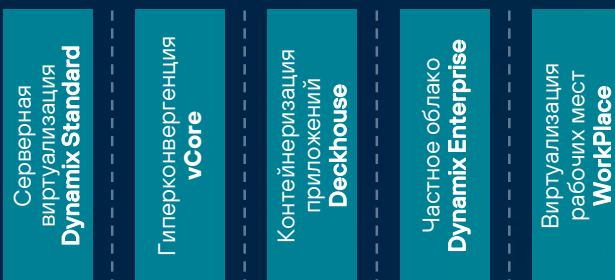 Серверная
виртуализация
Dynamix Standard
Гиперконвергенция
vCore
Контейнеризация
приложений
Deckhouse
Частное облако
Dynamix Enterprise
Виртуализация
рабочих мест
WorkPlace